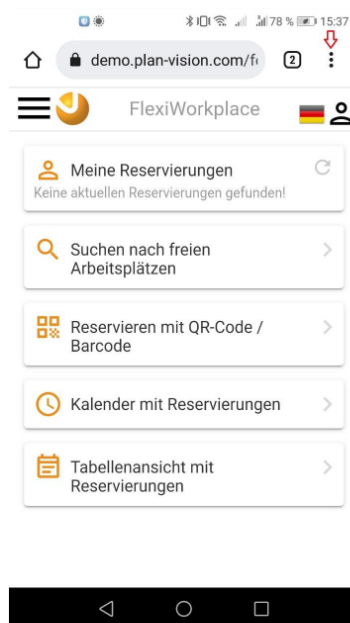 78 % 15:37
demo.plan-vision.com/f
2
FlexiWorkplace
Meine Reservierungen
Keine aktuellen Reservierungen gefunden!
Suchen nach freien
Arbeitsplätzen
Reservieren mit QR-Code /
Barcode
Kalender mit Reservierungen
Tabellenansicht mit
Reservierungen